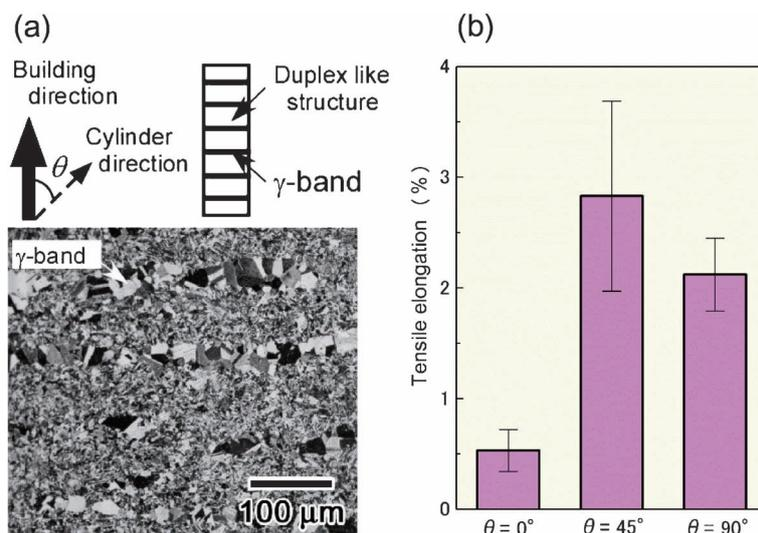 (a)
Building
direction
Cylinder
direction
θ
Duplex like
structure
γ-band
γ-band
100 μm
(b)
Tensile elongation (%)
4
3
2
1
0
θ = 0°
θ = 45°
θ = 90°